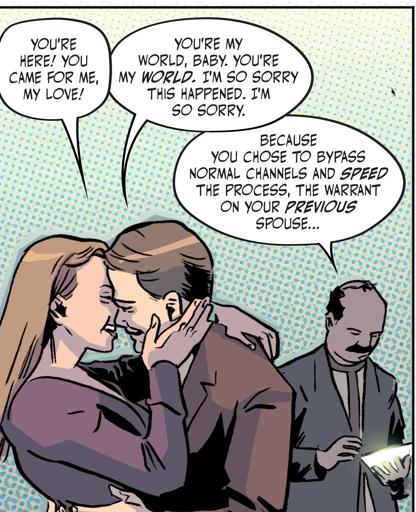 YOU'RE
HERE! YOU
CAME FOR ME,
MY LOVE!
YOU'RE MY
WORLD, BABY. YOU'RE
MY WORLD. I'M SO SORRY
THIS HAPPENED. I'M
SO SORRY.
BECAUSE
YOU CHOSE TO BYPASS
NORMAL CHANNELS AND SPEED
THE PROCESS, THE WARRANT
ON YOUR PREVIOUS
SPOUSE...